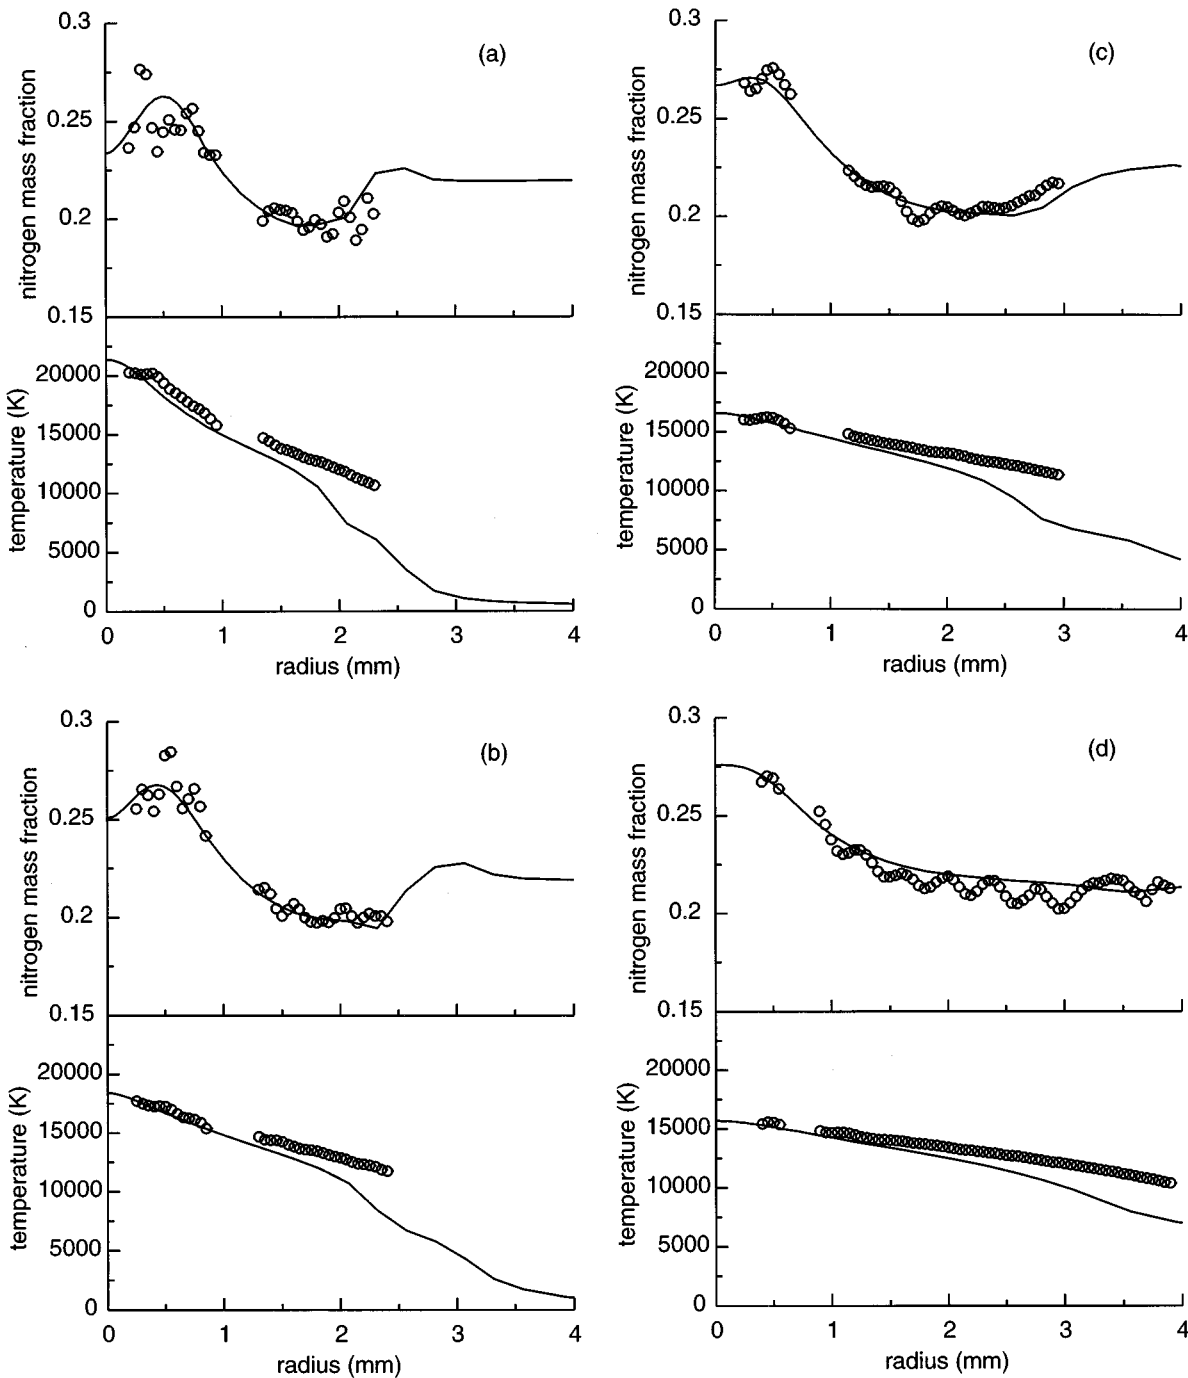 (a)
0.3
0.25
0.2
0.15
nitrogen mass fraction
20000
15000
10000
5000
0
temperature (K)
0 1 2 3 4
radius (mm)
(c)
0.3
0.25
0.2
0.15
nitrogen mass fraction
20000
15000
10000
5000
0
temperature (K)
0 1 2 3 4
radius (mm)
(b)
0.3
0.25
0.2
0.15
nitrogen mass fraction
20000
15000
10000
5000
0
temperature (K)
0 1 2 3 4
radius (mm)
(d)
0.3
0.25
0.2
0.15
nitrogen mass fraction
20000
15000
10000
5000
0
temperature (K)
0 1 2 3 4
radius (mm)